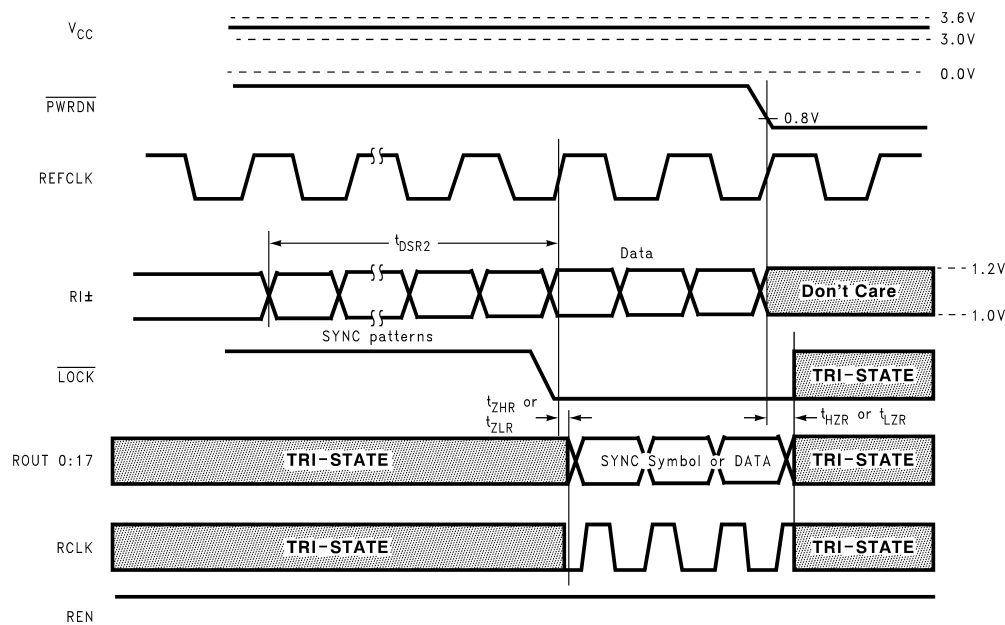 V_CC
3.6V
3.0V
0.0V
PWRDN
0.8V
REFCLK
t_DSR2
Data
RI±
1.2V
Don't Care
1.0V
SYNC patterns
LOCK
TRI-STATE
t_ZHR or
t_ZLR
t_HZR or t_LZR
ROUT 0:17
TRI-STATE
SYNC Symbol or DATA
TRI-STATE
RCLK
TRI-STATE
TRI-STATE
REN